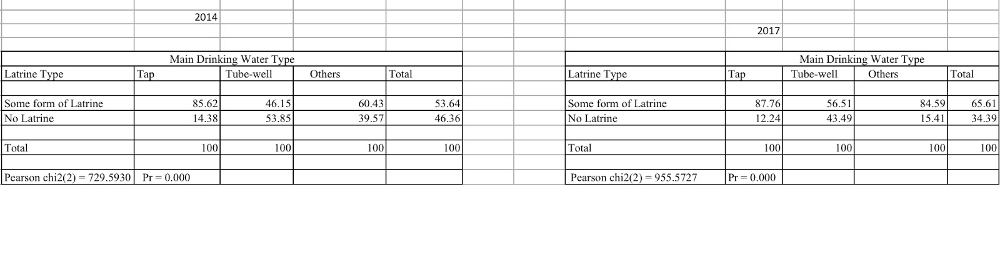 2014
2017
Main Drinking Water Type
Latrine Type Tap Tube-well Others Total
Some form of Latrine 85.62 46.15 60.43 53.64
No Latrine 14.38 53.85 39.57 46.36
Total 100 100 100 100
Pearson chi2(2) = 729.5930 Pr = 0.000
Main Drinking Water Type
Latrine Type Tap Tube-well Others Total
Some form of Latrine 87.76 56.51 84.59 65.61
No Latrine 12.24 43.49 15.41 34.39
Total 100 100 100 100
Pearson chi2(2) = 955.5727 Pr = 0.000